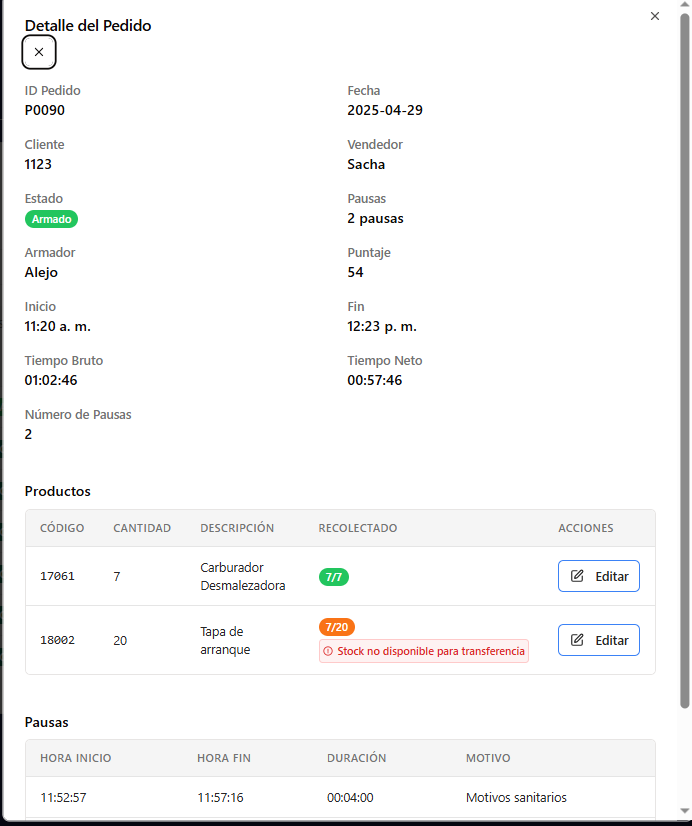 Detalle del Pedido
ID Pedido Fecha
P0090 2025-04-29
Cliente Vendedor
1123 Sacha
Estado Pausas
Armado 2 pausas
Armador Puntaje
Alejo 54
Inicio Fin
11:20 a. m. 12:23 p. m.
Tiempo Bruto Tiempo Neto
01:02:46 00:57:46
Número de Pausas
2
Productos
CÓDIGO CANTIDAD DESCRIPCIÓN RECOLECTADO ACCIONES
17061 7 Carburador Desmalezadora 7/7 Editar
18002 20 Tapa de arranque 7/20 Stock no disponible para transferencia Editar
Pausas
HORA INICIO HORA FIN DURACIÓN MOTIVO
11:52:57 11:57:16 00:04:00 Motivos sanitarios